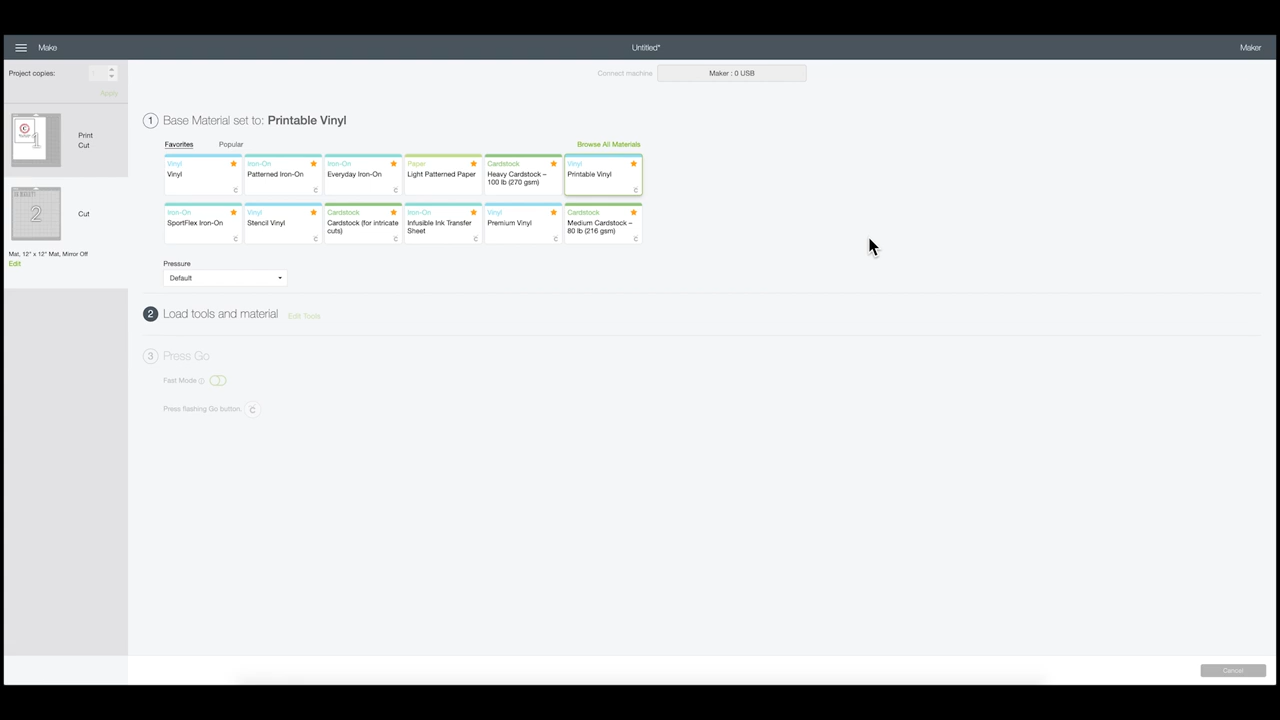 Make
Untitled*
Maker
Project copies:
Apply
Connect machine
Maker : 0 USB
1
Print
Cut
2
Cut
Mat, 12" x 12" Mat, Mirror Off
Edit
1 Base Material set to: Printable Vinyl
Favorites Popular Browse All Materials
Vinyl
Vinyl
Iron-On
Patterned Iron-On
Iron-On
Everyday Iron-On
Paper
Light Patterned Paper
Cardstock
Heavy Cardstock –
100 lb (270 gsm)
Vinyl
Printable Vinyl
Iron-On
SportFlex Iron-On
Vinyl
Stencil Vinyl
Cardstock
Cardstock (for intricate
cuts)
Iron-On
Infusible Ink Transfer
Sheet
Vinyl
Premium Vinyl
Cardstock
Medium Cardstock –
80 lb (216 gsm)
Pressure
Default
2 Load tools and material Edit Tools
3 Press Go
Fast Mode
Press flashing Go button.
Cancel